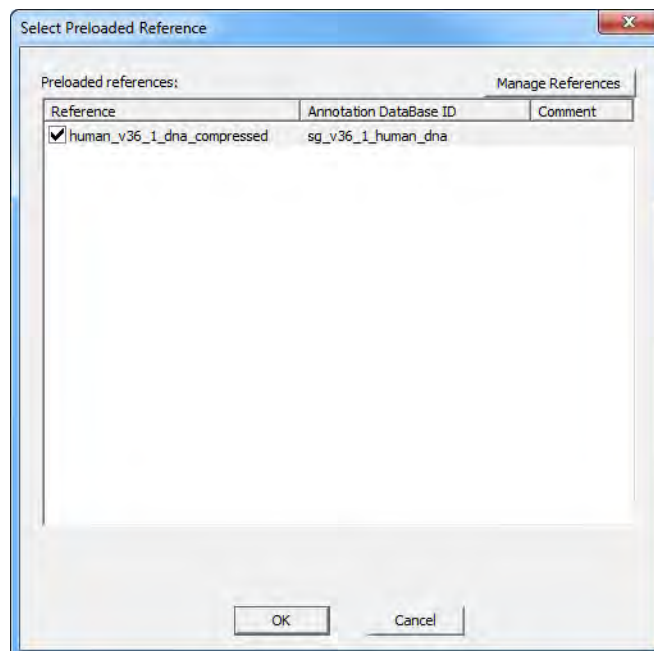 Select Preloaded Reference
Preloaded references:
Manage References
Reference Annotation DataBase ID Comment
human_v36_1_dna_compressed sg_v36_1_human_dna
OK Cancel